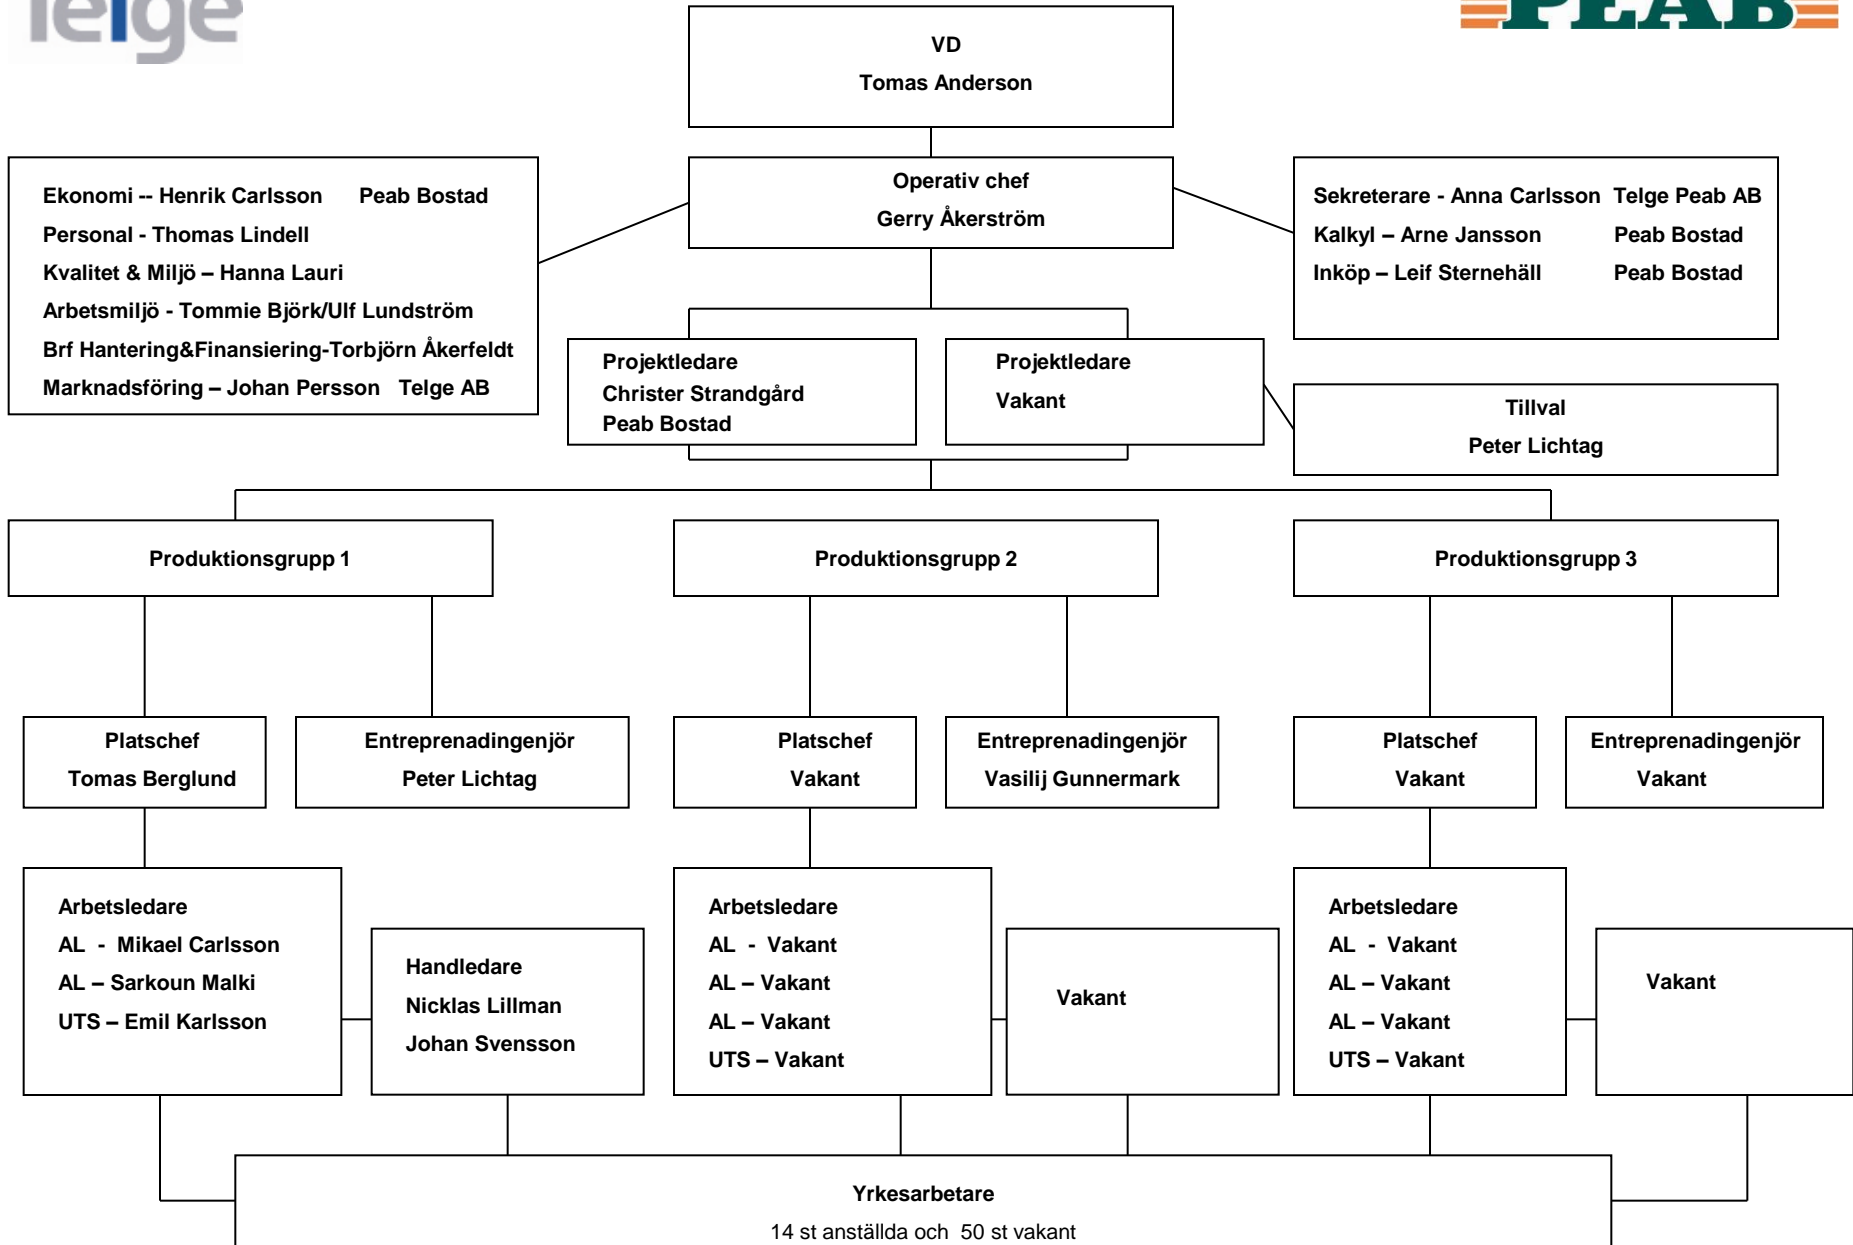 Telge
PEAB
VD
Tomas Anderson
Operativ chef
Gerry Åkerström
Ekonomi -- Henrik Carlsson Peab Bostad
Personal - Thomas Lindell
Kvalitet & Miljö – Hanna Lauri
Arbetsmiljö - Tommie Björk/Ulf Lundström
Brf Hantering&Finansiering-Torbjörn Åkerfeldt
Marknadsföring – Johan Persson Telge AB
Sekreterare - Anna Carlsson Telge Peab AB
Kalkyl – Arne Jansson Peab Bostad
Inköp – Leif Sternehäll Peab Bostad
Projektledare
Christer Strandgård
Peab Bostad
Projektledare
Vakant
Tillval
Peter Lichtag
Produktionsgrupp 1
Produktionsgrupp 2
Produktionsgrupp 3
Platschef
Tomas Berglund
Entreprenadingenjör
Peter Lichtag
Platschef
Vakant
Entreprenadingenjör
Vasilij Gunnermark
Platschef
Vakant
Entreprenadingenjör
Vakant
Arbetsledare
AL - Mikael Carlsson
AL – Sarkoun Malki
UTS – Emil Karlsson
Handledare
Nicklas Lillman
Johan Svensson
Arbetsledare
AL - Vakant
AL – Vakant
AL – Vakant
UTS – Vakant
Vakant
Arbetsledare
AL - Vakant
AL – Vakant
AL – Vakant
UTS – Vakant
Vakant
Yrkesarbetare
14 st anställda och 50 st vakant